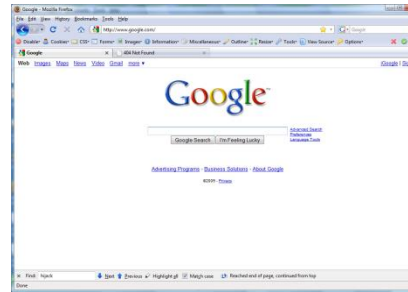 Google - Mozilla Firefox
File Edit View History Bookmarks Tools Help
http://www.google.com/
Google
Disable Cookies CSS Forms Images Information Miscellaneous Outline Resize Tools View Source Options
Google
404 Not Found
Web Images Maps News Video Gmail more
iGoogle
Google
Advanced Search
Preferences
Language Tools
Google Search I'm Feeling Lucky
Advertising Programs - Business Solutions - About Google
©2009 - Privacy
Find: hijack Next Previous Highlight all Match case Reached end of page, continued from top
Done